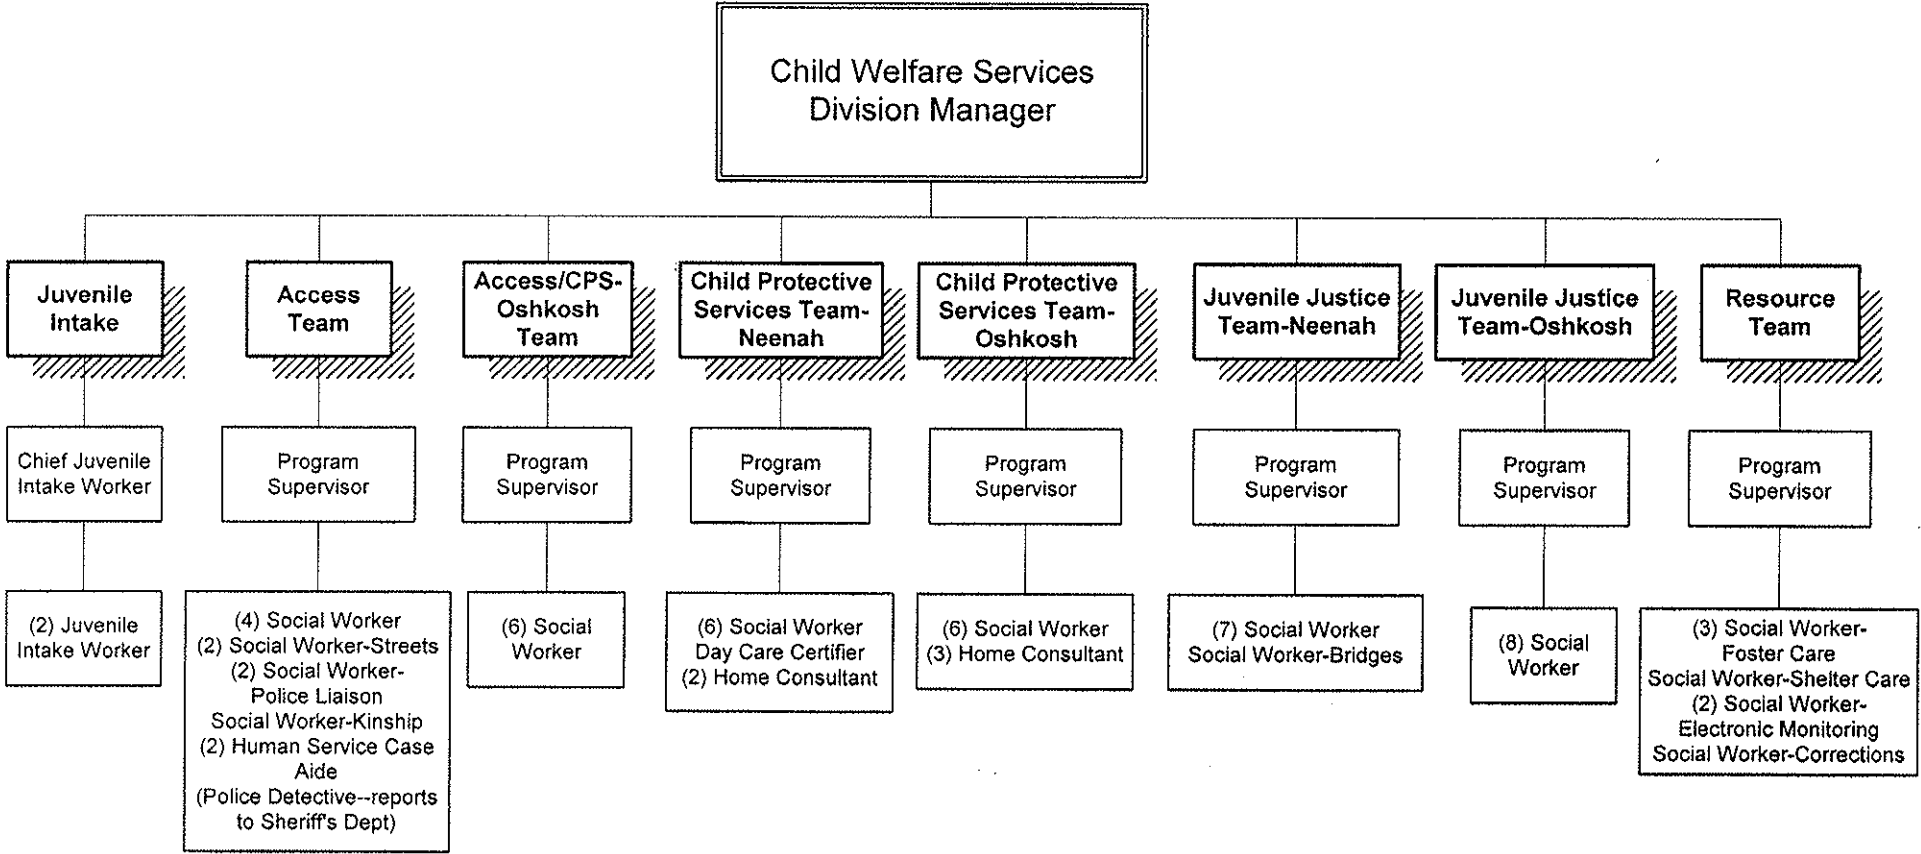 Child Welfare Services
Division Manager
Juvenile
Intake
Access
Team
Access/CPS-
Oshkosh
Team
Child Protective
Services Team-
Neenah
Child Protective
Services Team-
Oshkosh
Juvenile Justice
Team-Neenah
Juvenile Justice
Team-Oshkosh
Resource
Team
Chief Juvenile
Intake Worker
Program
Supervisor
Program
Supervisor
Program
Supervisor
Program
Supervisor
Program
Supervisor
Program
Supervisor
Program
Supervisor
(2) Juvenile
Intake Worker
(4) Social Worker
(2) Social Worker-Streets
(2) Social Worker-
Police Liaison
Social Worker-Kinship
(2) Human Service Case
Aide
(Police Detective--reports
to Sheriff's Dept)
(6) Social
Worker
(6) Social Worker
Day Care Certifier
(2) Home Consultant
(6) Social Worker
(3) Home Consultant
(7) Social Worker
Social Worker-Bridges
(8) Social
Worker
(3) Social Worker-
Foster Care
Social Worker-Shelter Care
(2) Social Worker-
Electronic Monitoring
Social Worker-Corrections